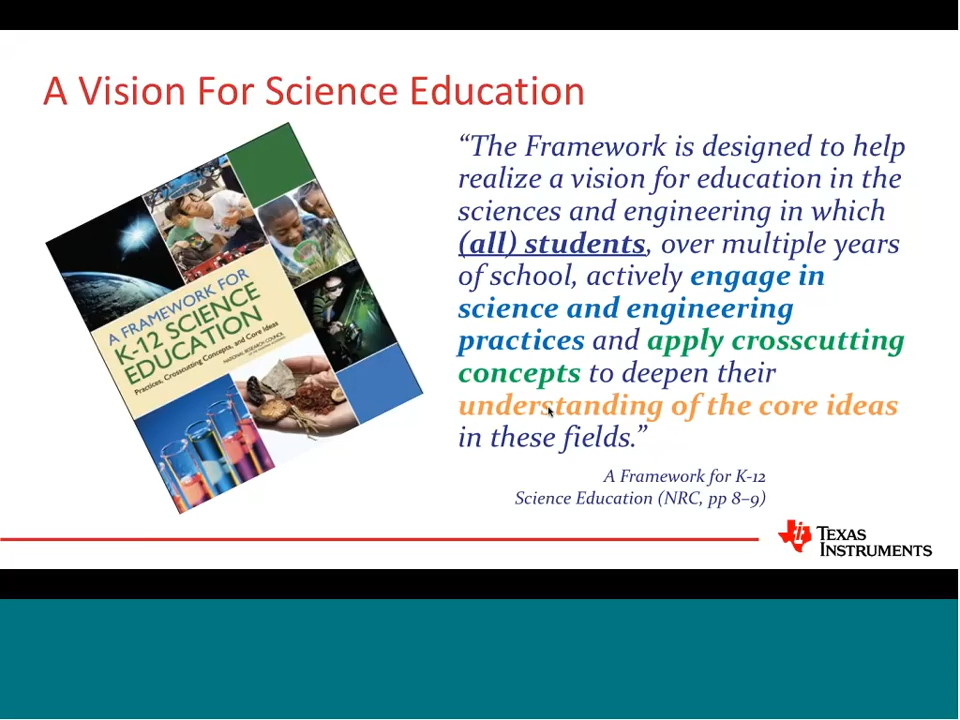 A Vision For Science Education
“The Framework is designed to help
realize a vision for education in the
sciences and engineering in which
(all) students, over multiple years
of school, actively engage in
science and engineering
practices and apply crosscutting
concepts to deepen their
understanding of the core ideas
in these fields.”
A Framework for K-12
Science Education (NRC, pp 8–9)
A FRAMEWORK FOR
K-12 SCIENCE
EDUCATION
Practices, Crosscutting Concepts, and Core Ideas
NATIONAL RESEARCH COUNCIL
TEXAS
INSTRUMENTS